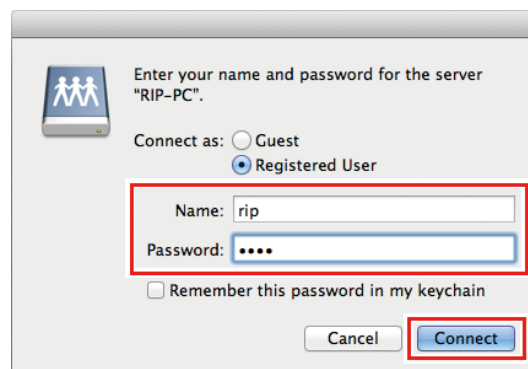 Enter your name and password for the server
“RIP-PC”.
Connect as: Guest
Registered User
Name: rip
Password: ••••
Remember this password in my keychain
Cancel Connect